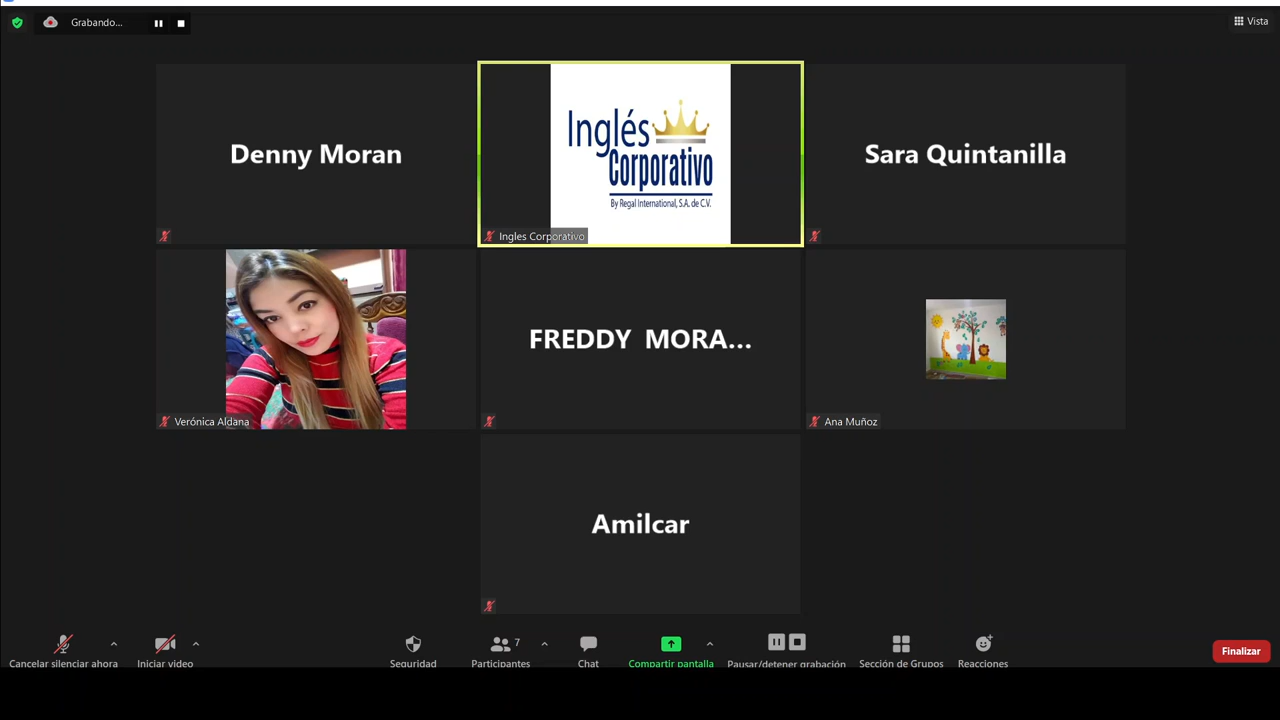 Grabando...
Vista
Denny Moran
Inglés
Corporativo
By Regal International, S.A. de C.V.
Ingles Corporativo
Sara Quintanilla
Verónica Aldana
FREDDY MORA...
Ana Muñoz
Amilcar
Cancelar silenciar ahora
Iniciar video
Seguridad
7
Participantes
Chat
Compartir pantalla
Pausar/detener grabación
Sección de Grupos
Reacciones
Finalizar